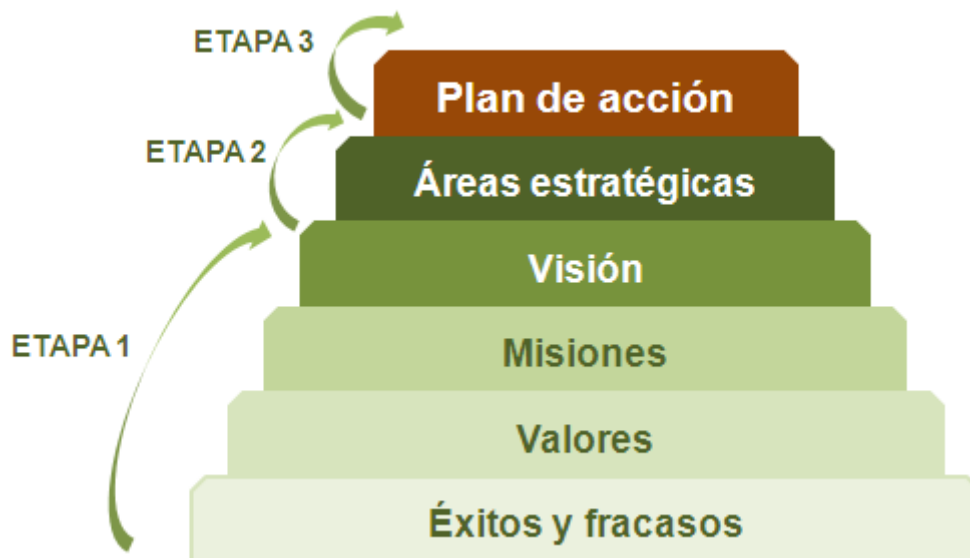 ETAPA 3
Plan de acción
ETAPA 2
Áreas estratégicas
Visión
ETAPA 1
Misiones
Valores
Éxitos y fracasos